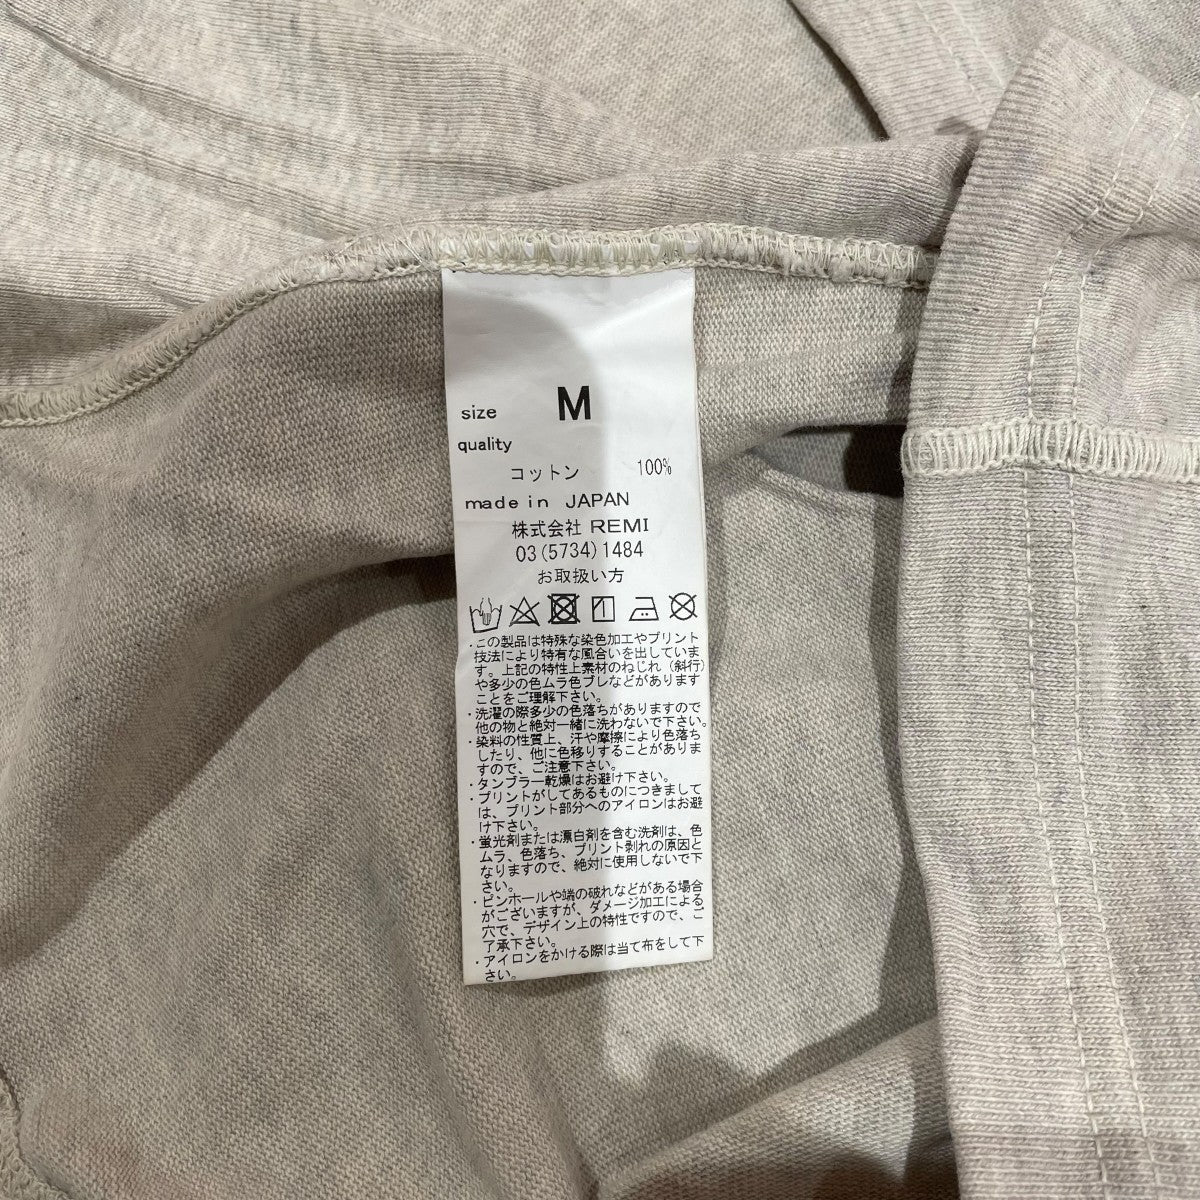 size M
quality
コットン 100%
made in JAPAN
株式会社 REMI
03(5734)1484
お取扱い方
・この製品は特殊な染色加工やプリント
技法により特有な風合いを出していま
す。上記の特性上素材のねじれ（斜行）
や多少の色ムラ色ブレなどがあります
ことをご理解下さい。
・洗濯の際多少の色落ちがありますので
他の物と絶対一緒に洗わないで下さい。
・染料の性質上、汗や摩擦により色落ち
したり、他に色移りすることがありま
すので、ご注意下さい。
・タンブラー乾燥はお避け下さい。
・プリントがしてあるものにつきまして
は、プリント部分へのアイロンはお避
け下さい。
・蛍光剤または漂白剤を含む洗剤は、色
ムラ、色落ち、プリント剥れの原因と
なりますので、絶対に使用しないで下
さい。
・ピンホールや端の破れなどがある場合
がございますが、ダメージ加工による
穴で、デザイン上の特性ですので、ご
了承下さい。
・アイロンをかける際は当て布をして下
さい。